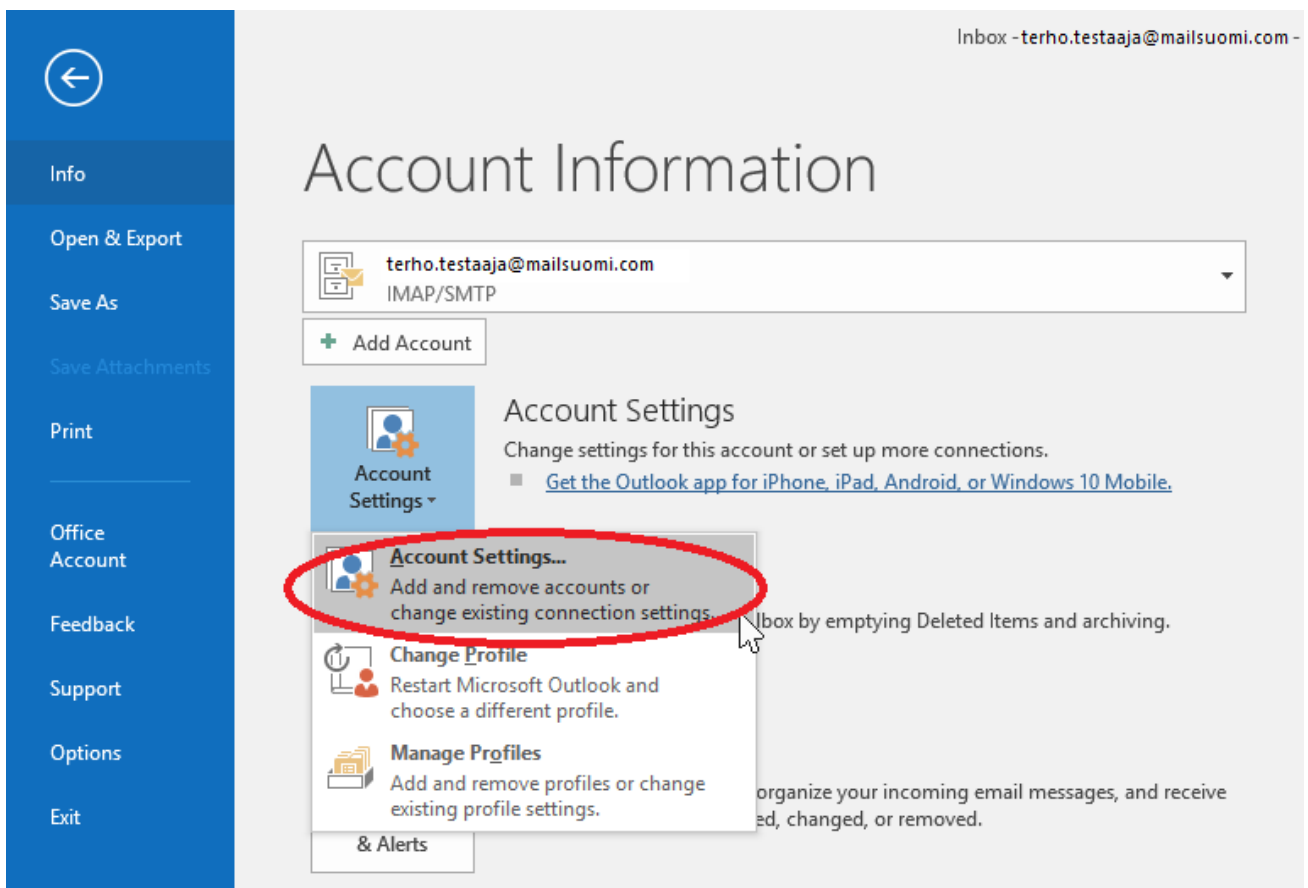 Inbox - terho.testaaja@mailsuomi.com -
Info
Open & Export
Save As
Save Attachments
Print
Office
Account
Feedback
Support
Options
Exit
Account Information
terho.testaaja@mailsuomi.com
IMAP/SMTP
Add Account
Account
Settings
Account Settings
Change settings for this account or set up more connections.
Get the Outlook app for iPhone, iPad, Android, or Windows 10 Mobile.
Account Settings...
Add and remove accounts or
change existing connection settings.
lbox by emptying Deleted Items and archiving.
Change Profile
Restart Microsoft Outlook and
choose a different profile.
Manage Profiles
Add and remove profiles or change
existing profile settings.
organize your incoming email messages, and receive
ed, changed, or removed.
& Alerts